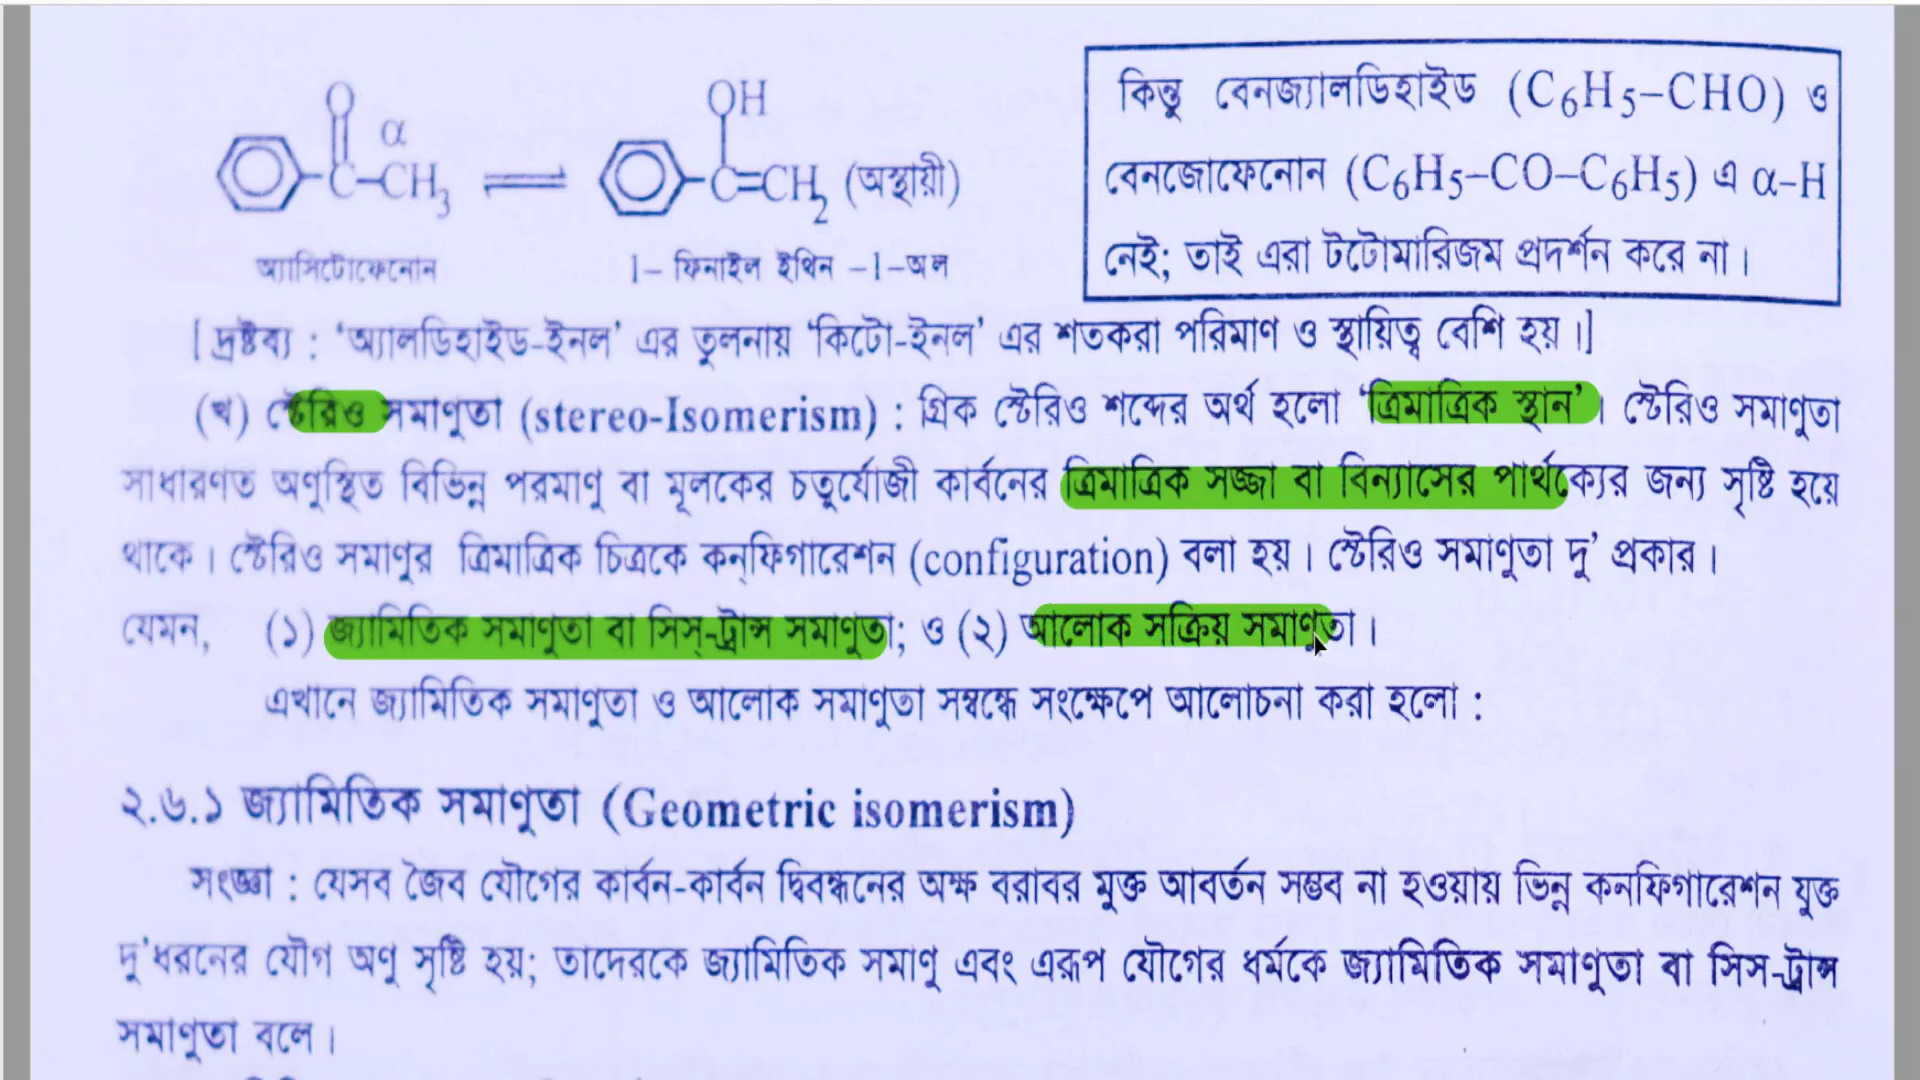 কিন্তু বেনজ্যালডিহাইড (C6H5–CHO) ও
বেনজোফেনোন (C6H5–CO–C6H5) এ α–H
নেই; তাই এরা টটোমারিজম প্রদর্শন করে না।
O OH
α
C–CH3 ⇌ C=CH2 (অস্থায়ী)
অ্যাসিটোফেনোন 1– ফিনাইল ইথিন –1–অল
[দ্রষ্টব্য : ‘অ্যালডিহাইড-ইনল’ এর তুলনায় ‘কিটো-ইনল’ এর শতকরা পরিমাণ ও স্থায়িত্ব বেশি হয়।]
(খ) স্টেরিও সমাণুতা (stereo-Isomerism) : গ্রিক স্টেরিও শব্দের অর্থ হলো ‘ত্রিমাত্রিক স্থান’। স্টেরিও সমাণুতা
সাধারণত অণুস্থিত বিভিন্ন পরমাণু বা মূলকের চতুর্যোজী কার্বনের ত্রিমাত্রিক সজ্জা বা বিন্যাসের পার্থক্যের জন্য সৃষ্টি হয়ে
থাকে। স্টেরিও সমাণুর ত্রিমাত্রিক চিত্রকে কন্‌ফিগারেশন (configuration) বলা হয়। স্টেরিও সমাণুতা দু’ প্রকার।
যেমন, (১) জ্যামিতিক সমাণুতা বা সিস্-ট্রান্স সমাণুতা; ও (২) আলোক সক্রিয় সমাণুতা।
এখানে জ্যামিতিক সমাণুতা ও আলোক সমাণুতা সম্বন্ধে সংক্ষেপে আলোচনা করা হলো :
২.৬.১ জ্যামিতিক সমাণুতা (Geometric isomerism)
সংজ্ঞা : যেসব জৈব যৌগের কার্বন-কার্বন দ্বিবন্ধনের অক্ষ বরাবর মুক্ত আবর্তন সম্ভব না হওয়ায় ভিন্ন কনফিগারেশন যুক্ত
দু’ধরনের যৌগ অণু সৃষ্টি হয়; তাদেরকে জ্যামিতিক সমাণু এবং এরূপ যৌগের ধর্মকে জ্যামিতিক সমাণুতা বা সিস-ট্রান্স
সমাণুতা বলে।